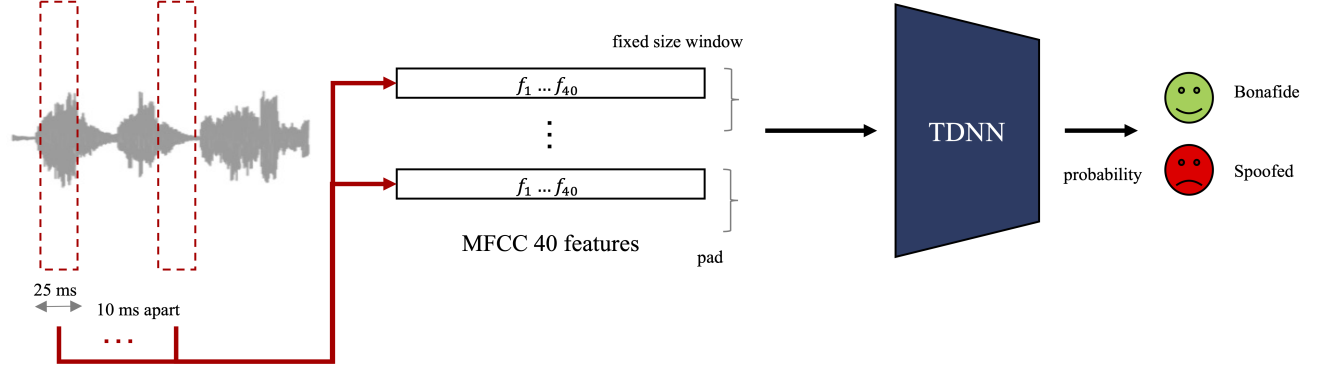 fixed size window
f₁ ... f₄₀
f₁ ... f₄₀
MFCC 40 features
pad
25 ms
10 ms apart
TDNN
probability
Bonafide
Spoofed